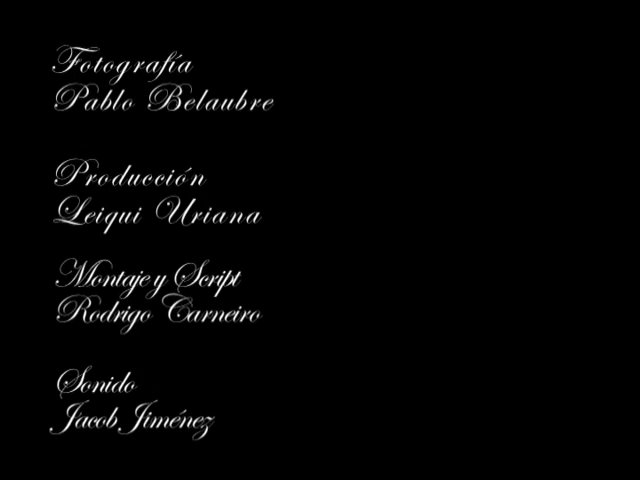 Fotografía
Pablo Belaubre
Producción
Leiqui Uriana
Montaje y Script
Rodrigo Carneiro
Sonido
Jacob Jiménez